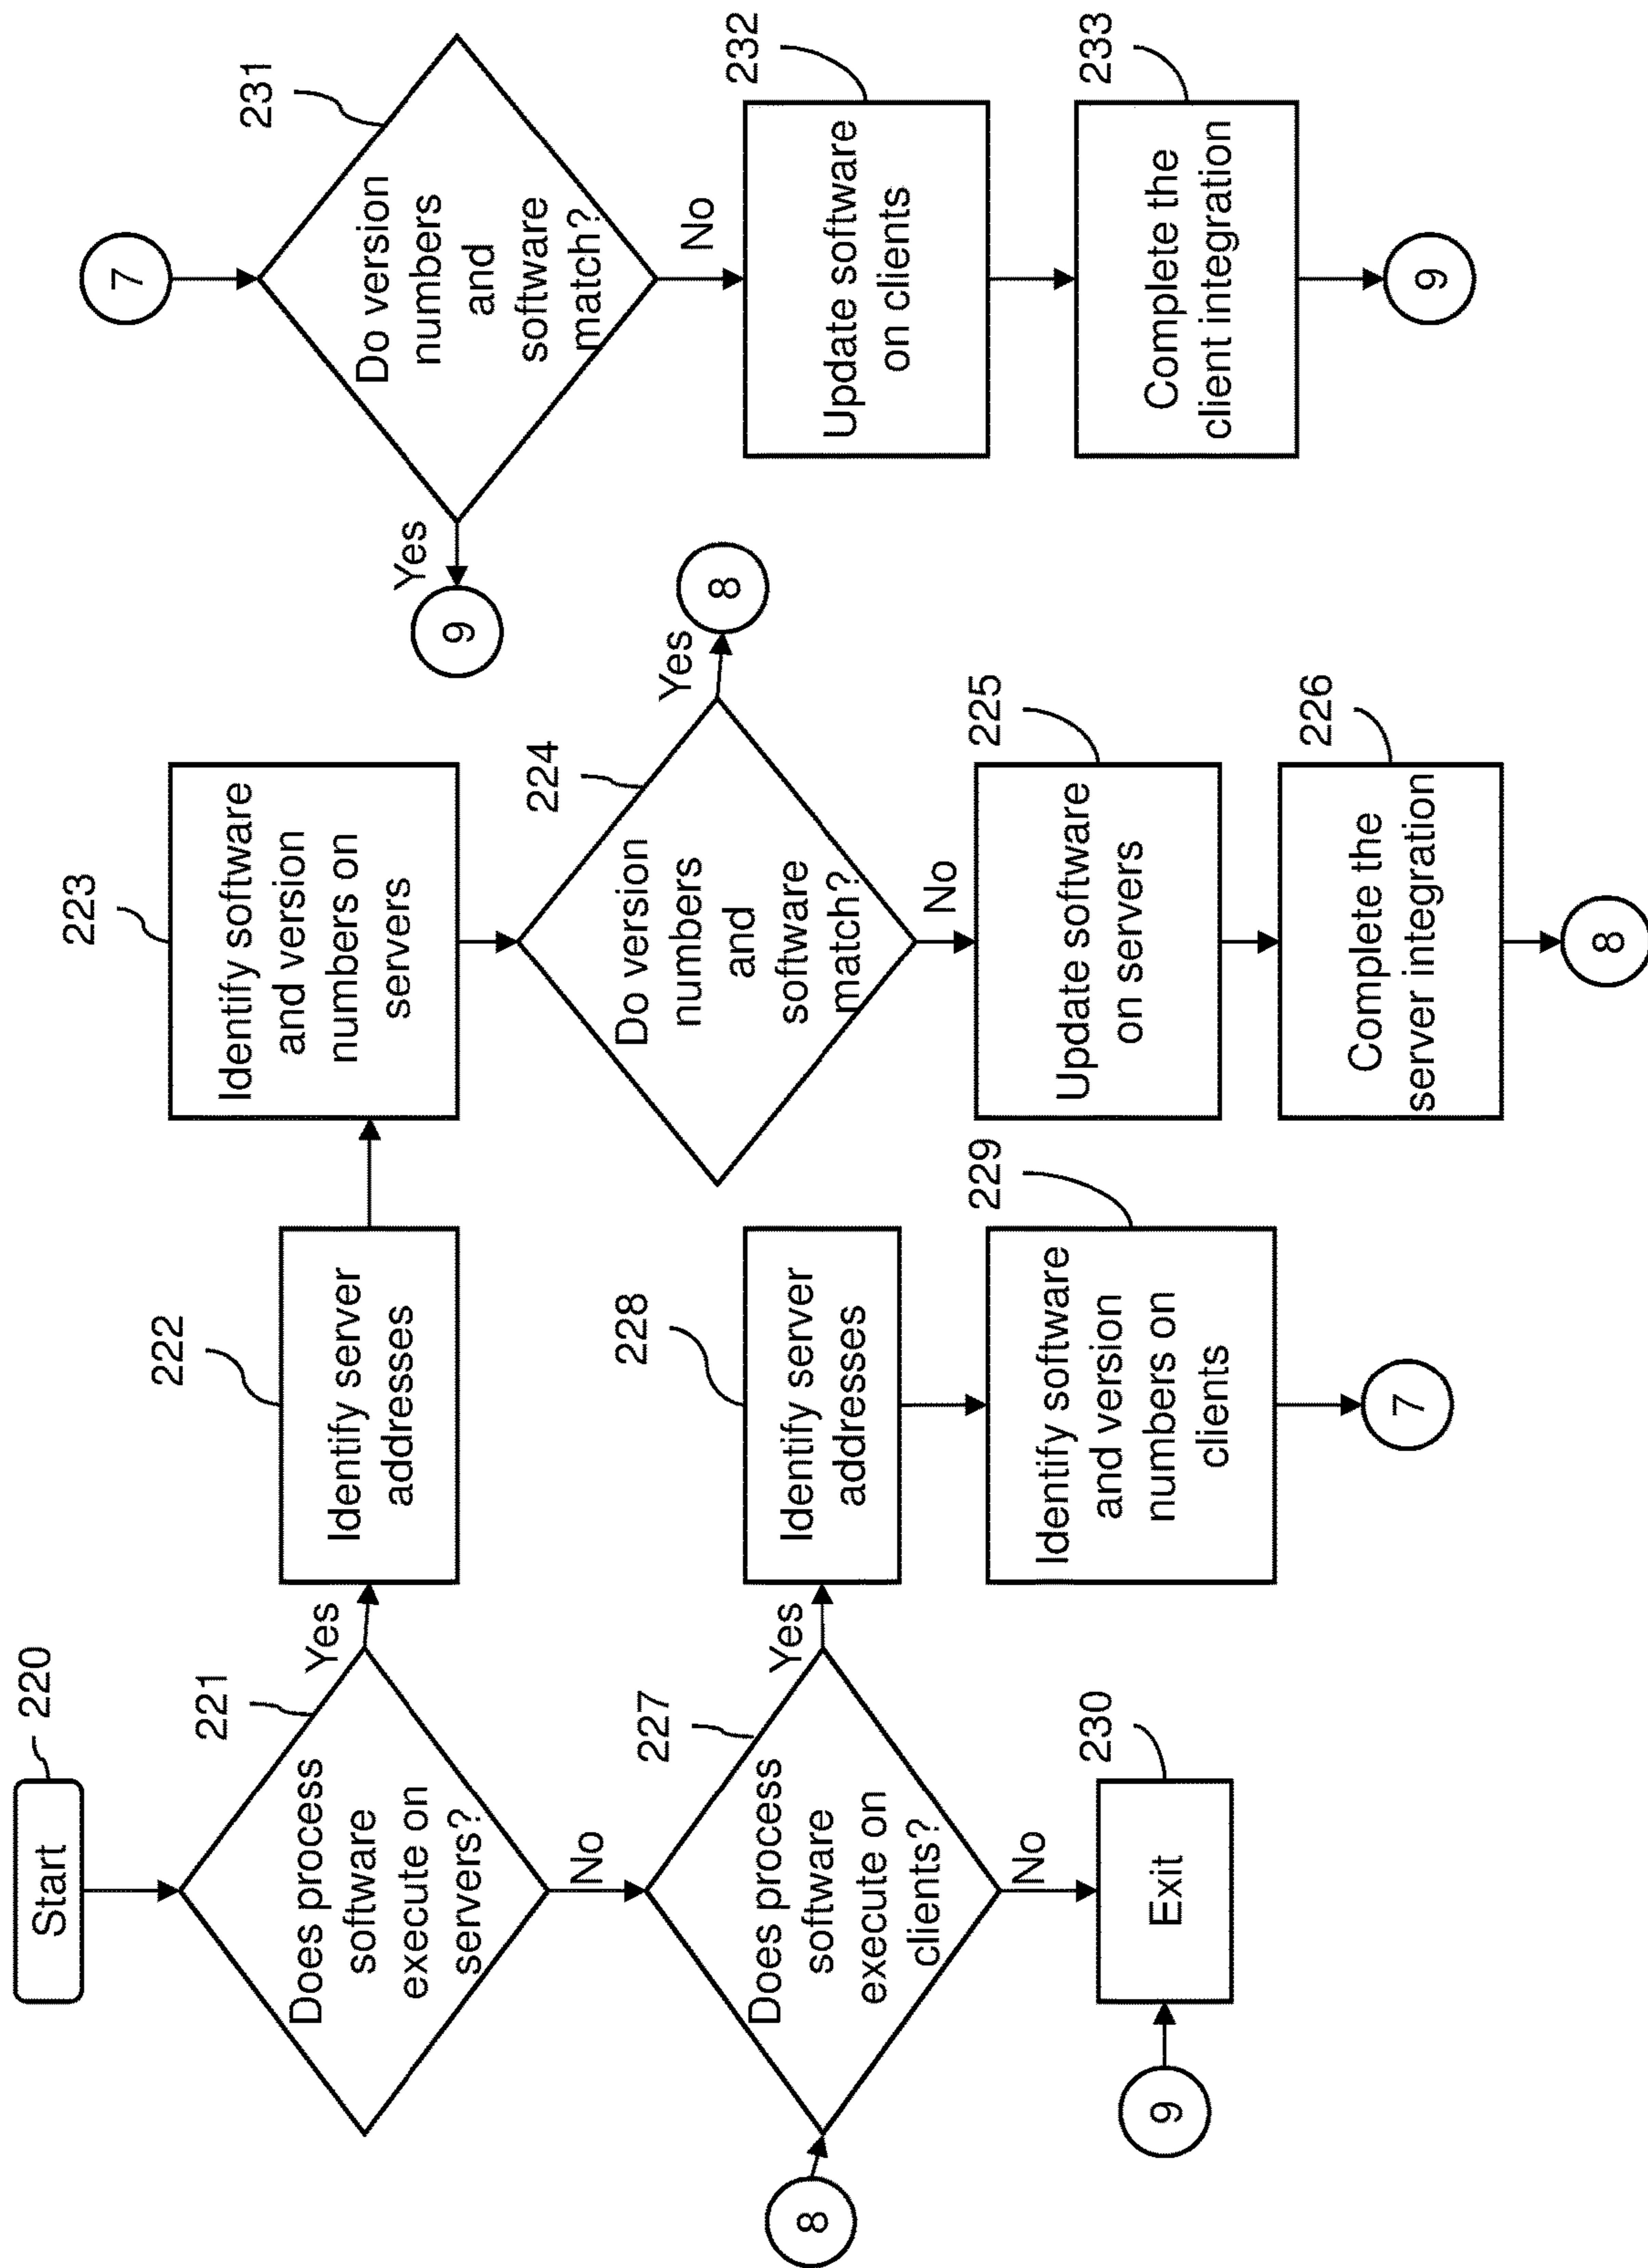 Start
220
Does process
software
execute on
servers?
221
Yes
No
Identify server
addresses
222
Identify software
and version
numbers on
servers
223
Do version
numbers
and
software
match?
224
Yes
8
No
Update software
on servers
225
Complete the
server integration
226
8
8
Does process
software
execute on
clients?
227
Yes
No
Identify server
addresses
228
Identify software
and version
numbers on
clients
229
7
9
Exit
230
7
Do version
numbers
and
software
match?
231
Yes
9
No
Update software
on clients
232
Complete the
client integration
233
9